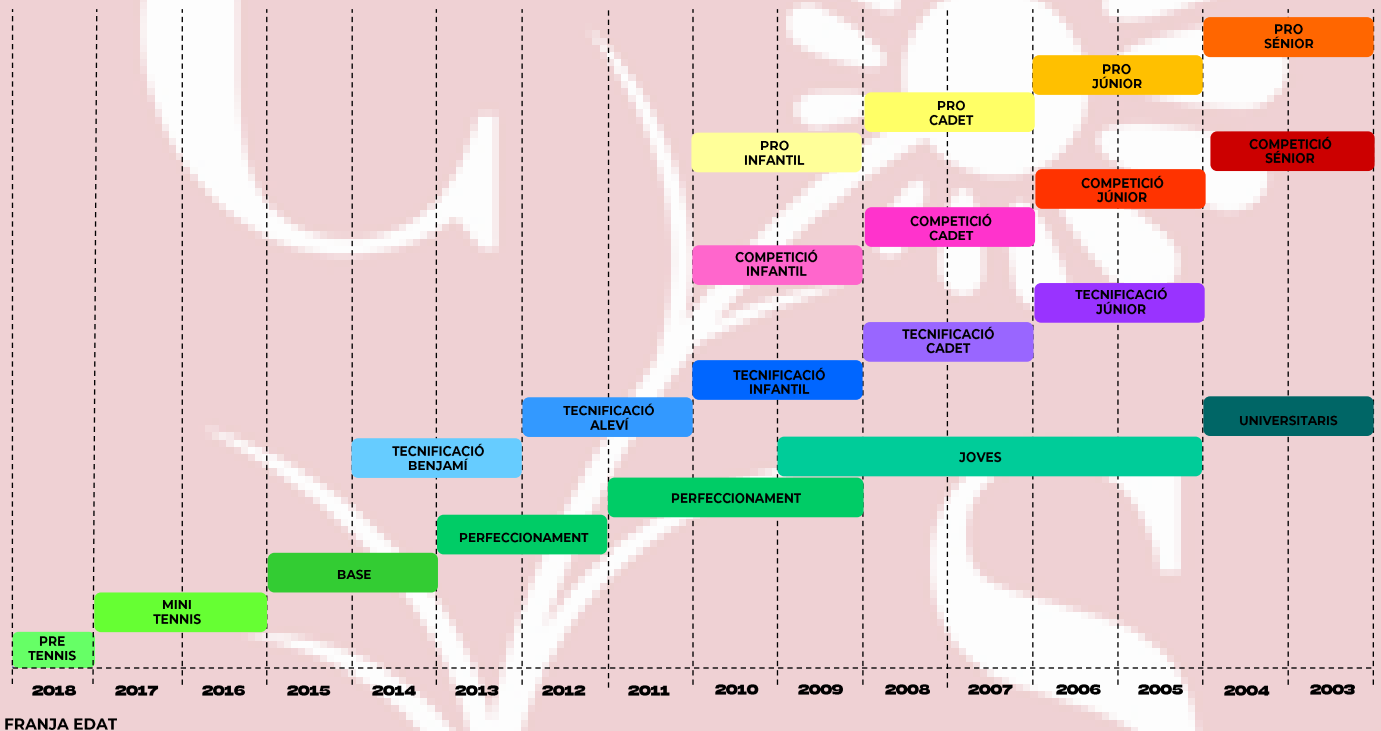 PRO
SÉNIOR
PRO
JÚNIOR
PRO
CADET
PRO
INFANTIL
COMPETICIÓ
SÉNIOR
COMPETICIÓ
JÚNIOR
COMPETICIÓ
CADET
COMPETICIÓ
INFANTIL
TECNIFICACIÓ
JÚNIOR
TECNIFICACIÓ
CADET
TECNIFICACIÓ
INFANTIL
TECNIFICACIÓ
ALEVÍ
UNIVERSITARIS
TECNIFICACIÓ
BENJAMÍ
JOVES
PERFECCIONAMENT
PERFECCIONAMENT
BASE
MINI
TENNIS
PRE
TENNIS
2018 2017 2016 2015 2014 2013 2012 2011 2010 2009 2008 2007 2006 2005 2004 2003
FRANJA EDAT